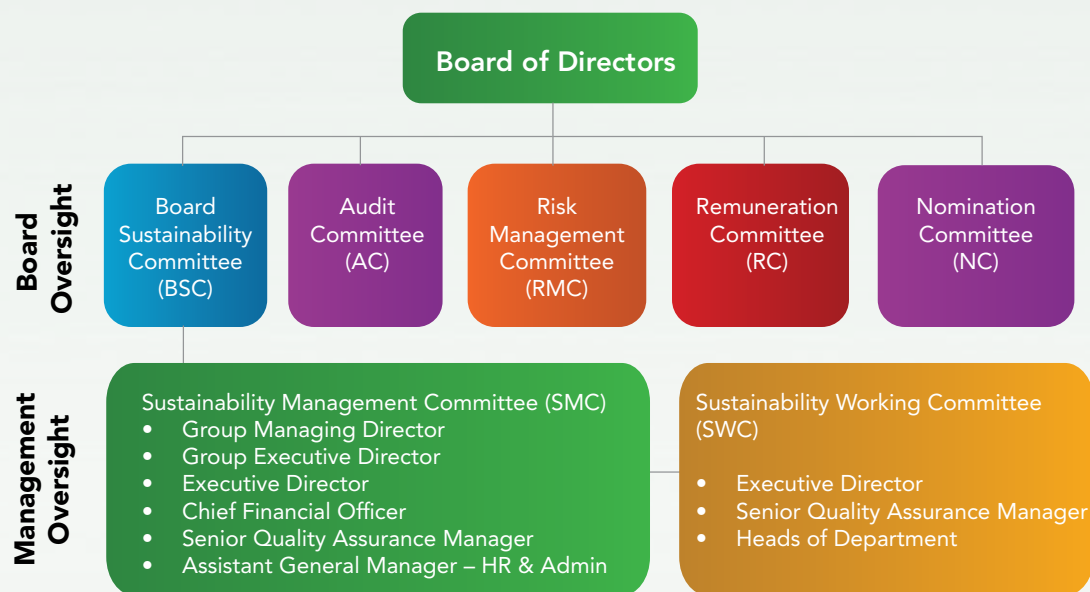 Board of Directors
Board
Oversight
Board
Sustainability
Committee
(BSC)
Audit
Committee
(AC)
Risk
Management
Committee
(RMC)
Remuneration
Committee
(RC)
Nomination
Committee
(NC)
Management
Oversight
Sustainability Management Committee (SMC)
• Group Managing Director
• Group Executive Director
• Executive Director
• Chief Financial Officer
• Senior Quality Assurance Manager
• Assistant General Manager – HR & Admin
Sustainability Working Committee
(SWC)
• Executive Director
• Senior Quality Assurance Manager
• Heads of Department